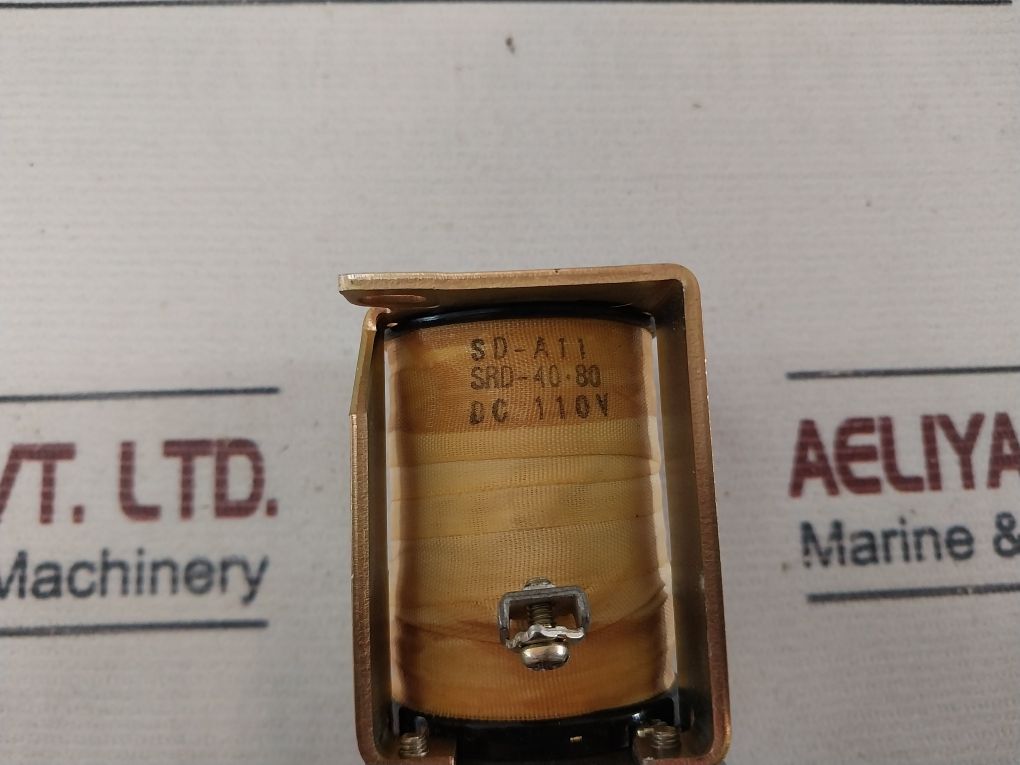 SD-A11
SRD-40·80
DC 110V
VT. LTD.
Machinery
AELIYA
Marine &